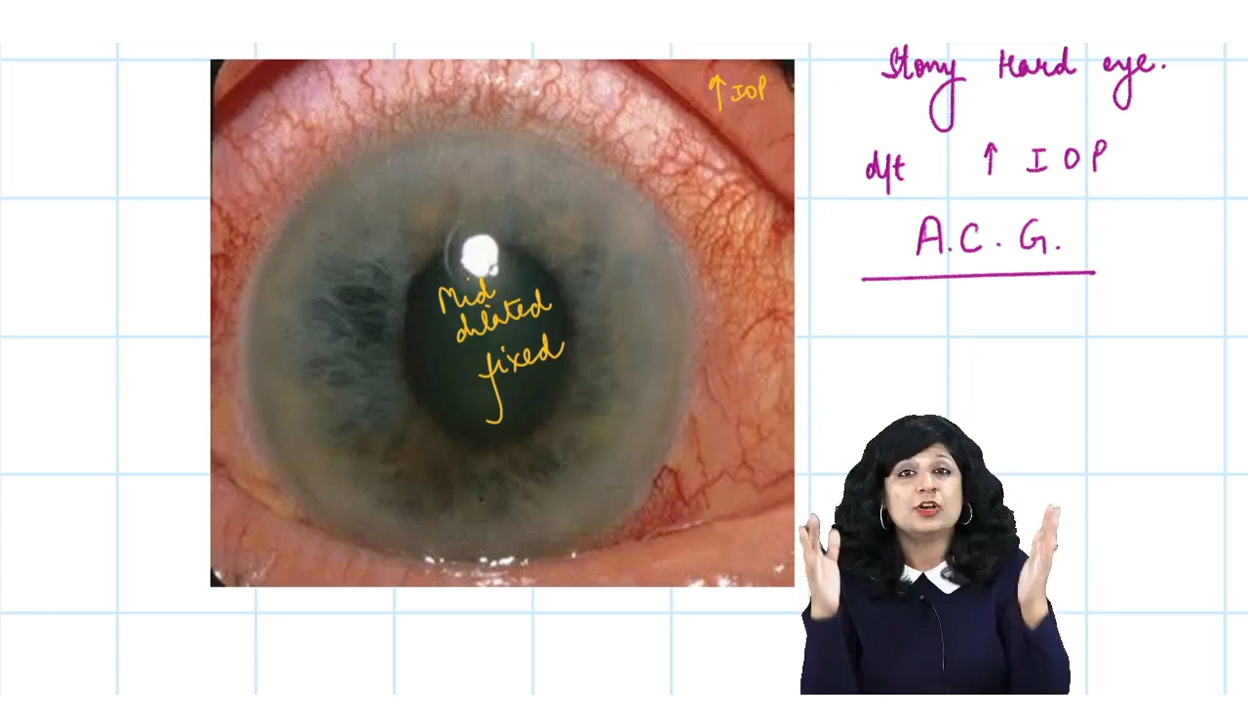 ↑ IOP
Mid
dilated
fixed
Stony Hard eye.
d/t ↑ IOP
A.C.G.